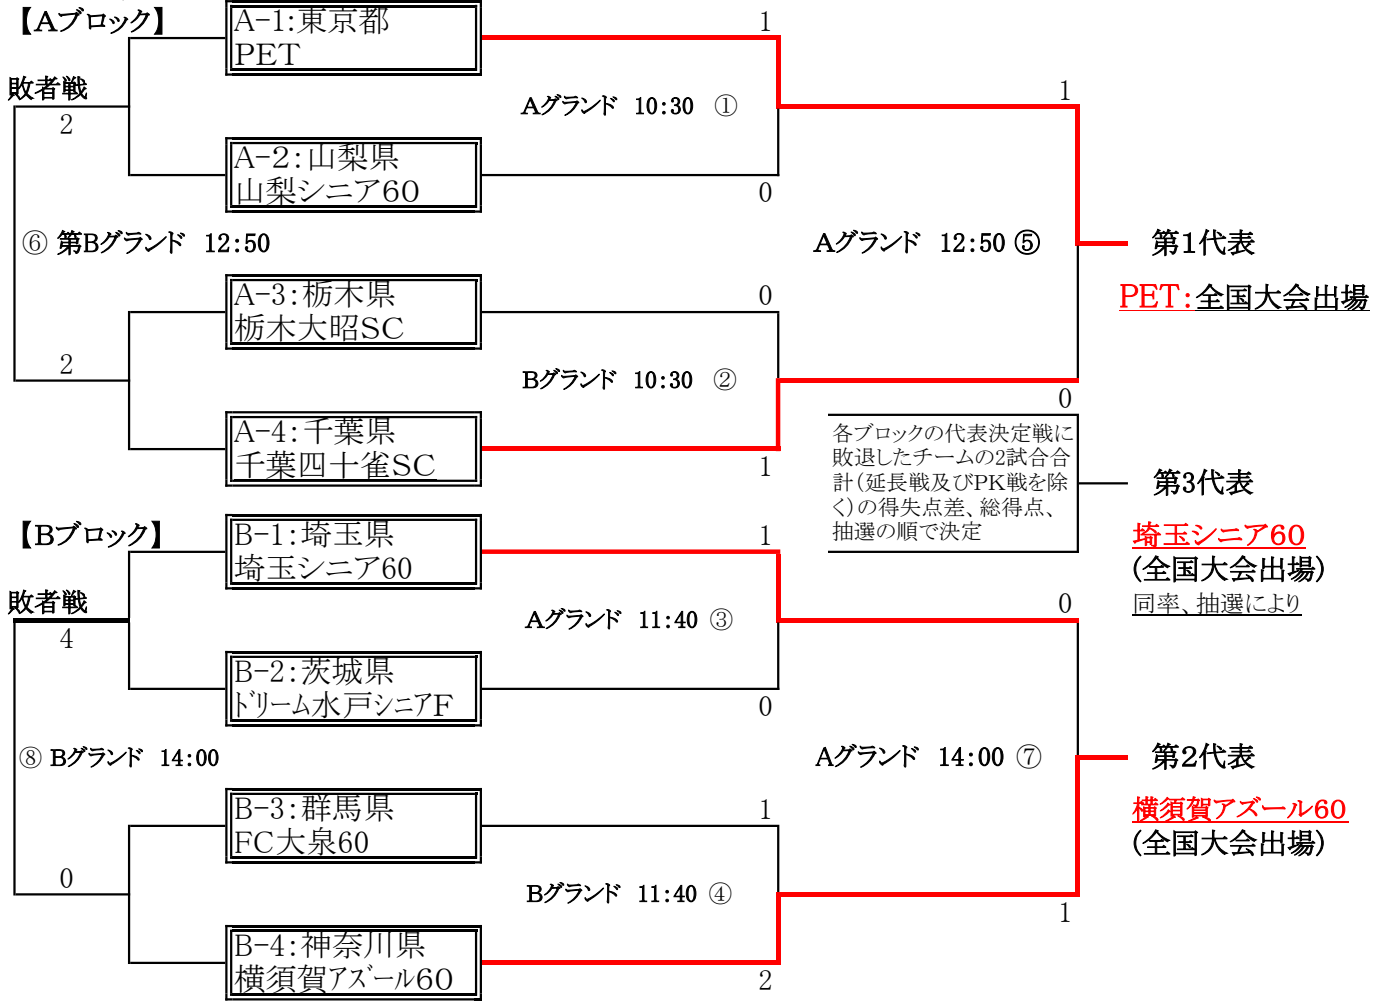 【Aブロック】
A-1:東京都
PET
1
敗者戦
2
Aグランド 10:30 ①
1
A-2:山梨県
山梨シニア60
0
⑥ 第Bグランド 12:50
Aグランド 12:50 ⑤
第1代表
PET:全国大会出場
A-3:栃木県
栃木大昭SC
0
2
Bグランド 10:30 ②
0
A-4:千葉県
千葉四十雀SC
1
各ブロックの代表決定戦に
敗退したチームの2試合合
計(延長戦及びPK戦を除
く)の得失点差、総得点、
抽選の順で決定
第3代表
埼玉シニア60
(全国大会出場)
同率、抽選により
【Bブロック】
B-1:埼玉県
埼玉シニア60
1
敗者戦
4
Aグランド 11:40 ③
0
B-2:茨城県
ドリーム水戸シニアF
0
⑧ Bグランド 14:00
Aグランド 14:00 ⑦
第2代表
横須賀アズール60
(全国大会出場)
B-3:群馬県
FC大泉60
1
0
Bグランド 11:40 ④
1
B-4:神奈川県
横須賀アズール60
2